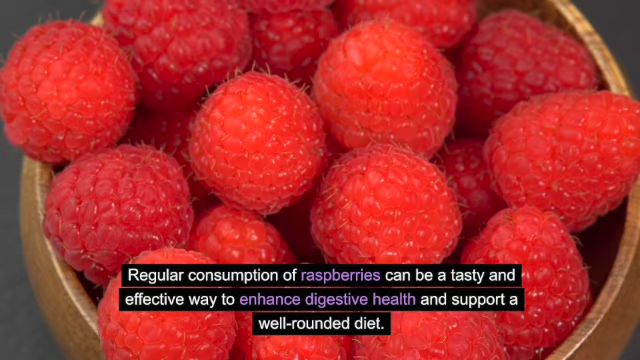 Regular consumption of raspberries can be a tasty and
effective way to enhance digestive health and support a
well-rounded diet.